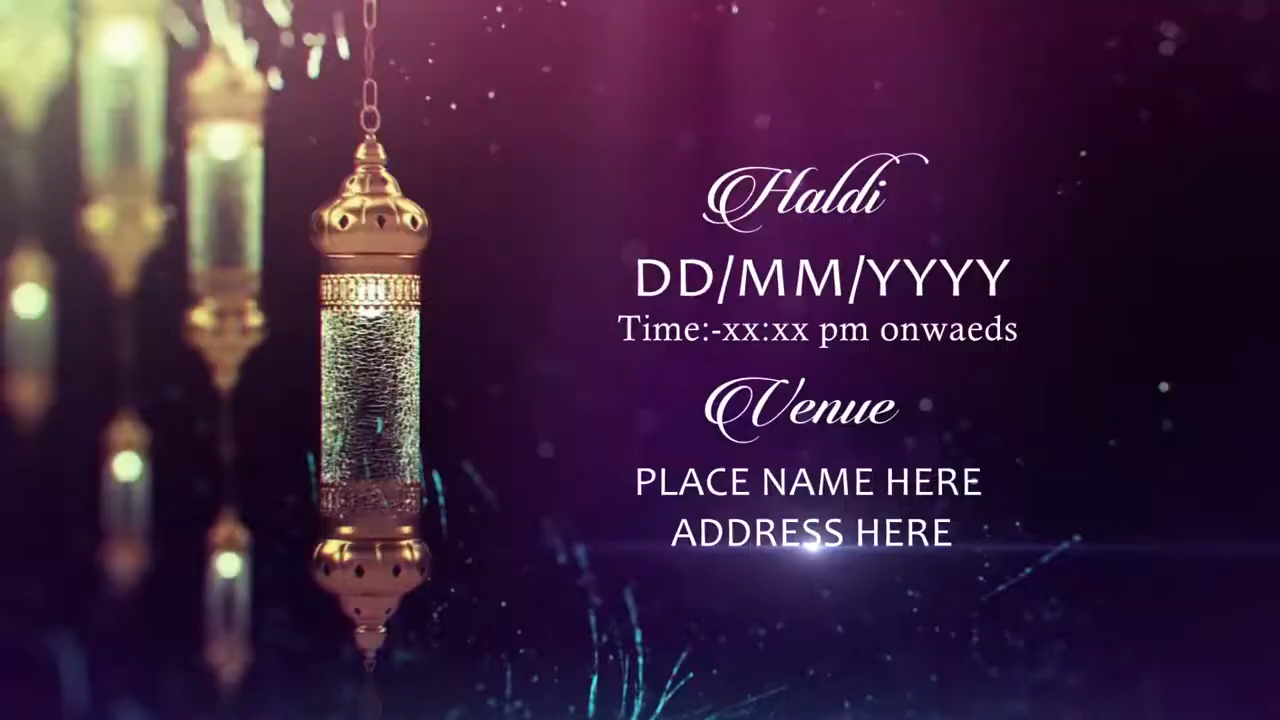 Haldi
DD/MM/YYYY
Time:-xx:xx pm onwaeds
Venue
PLACE NAME HERE
ADDRESS HERE